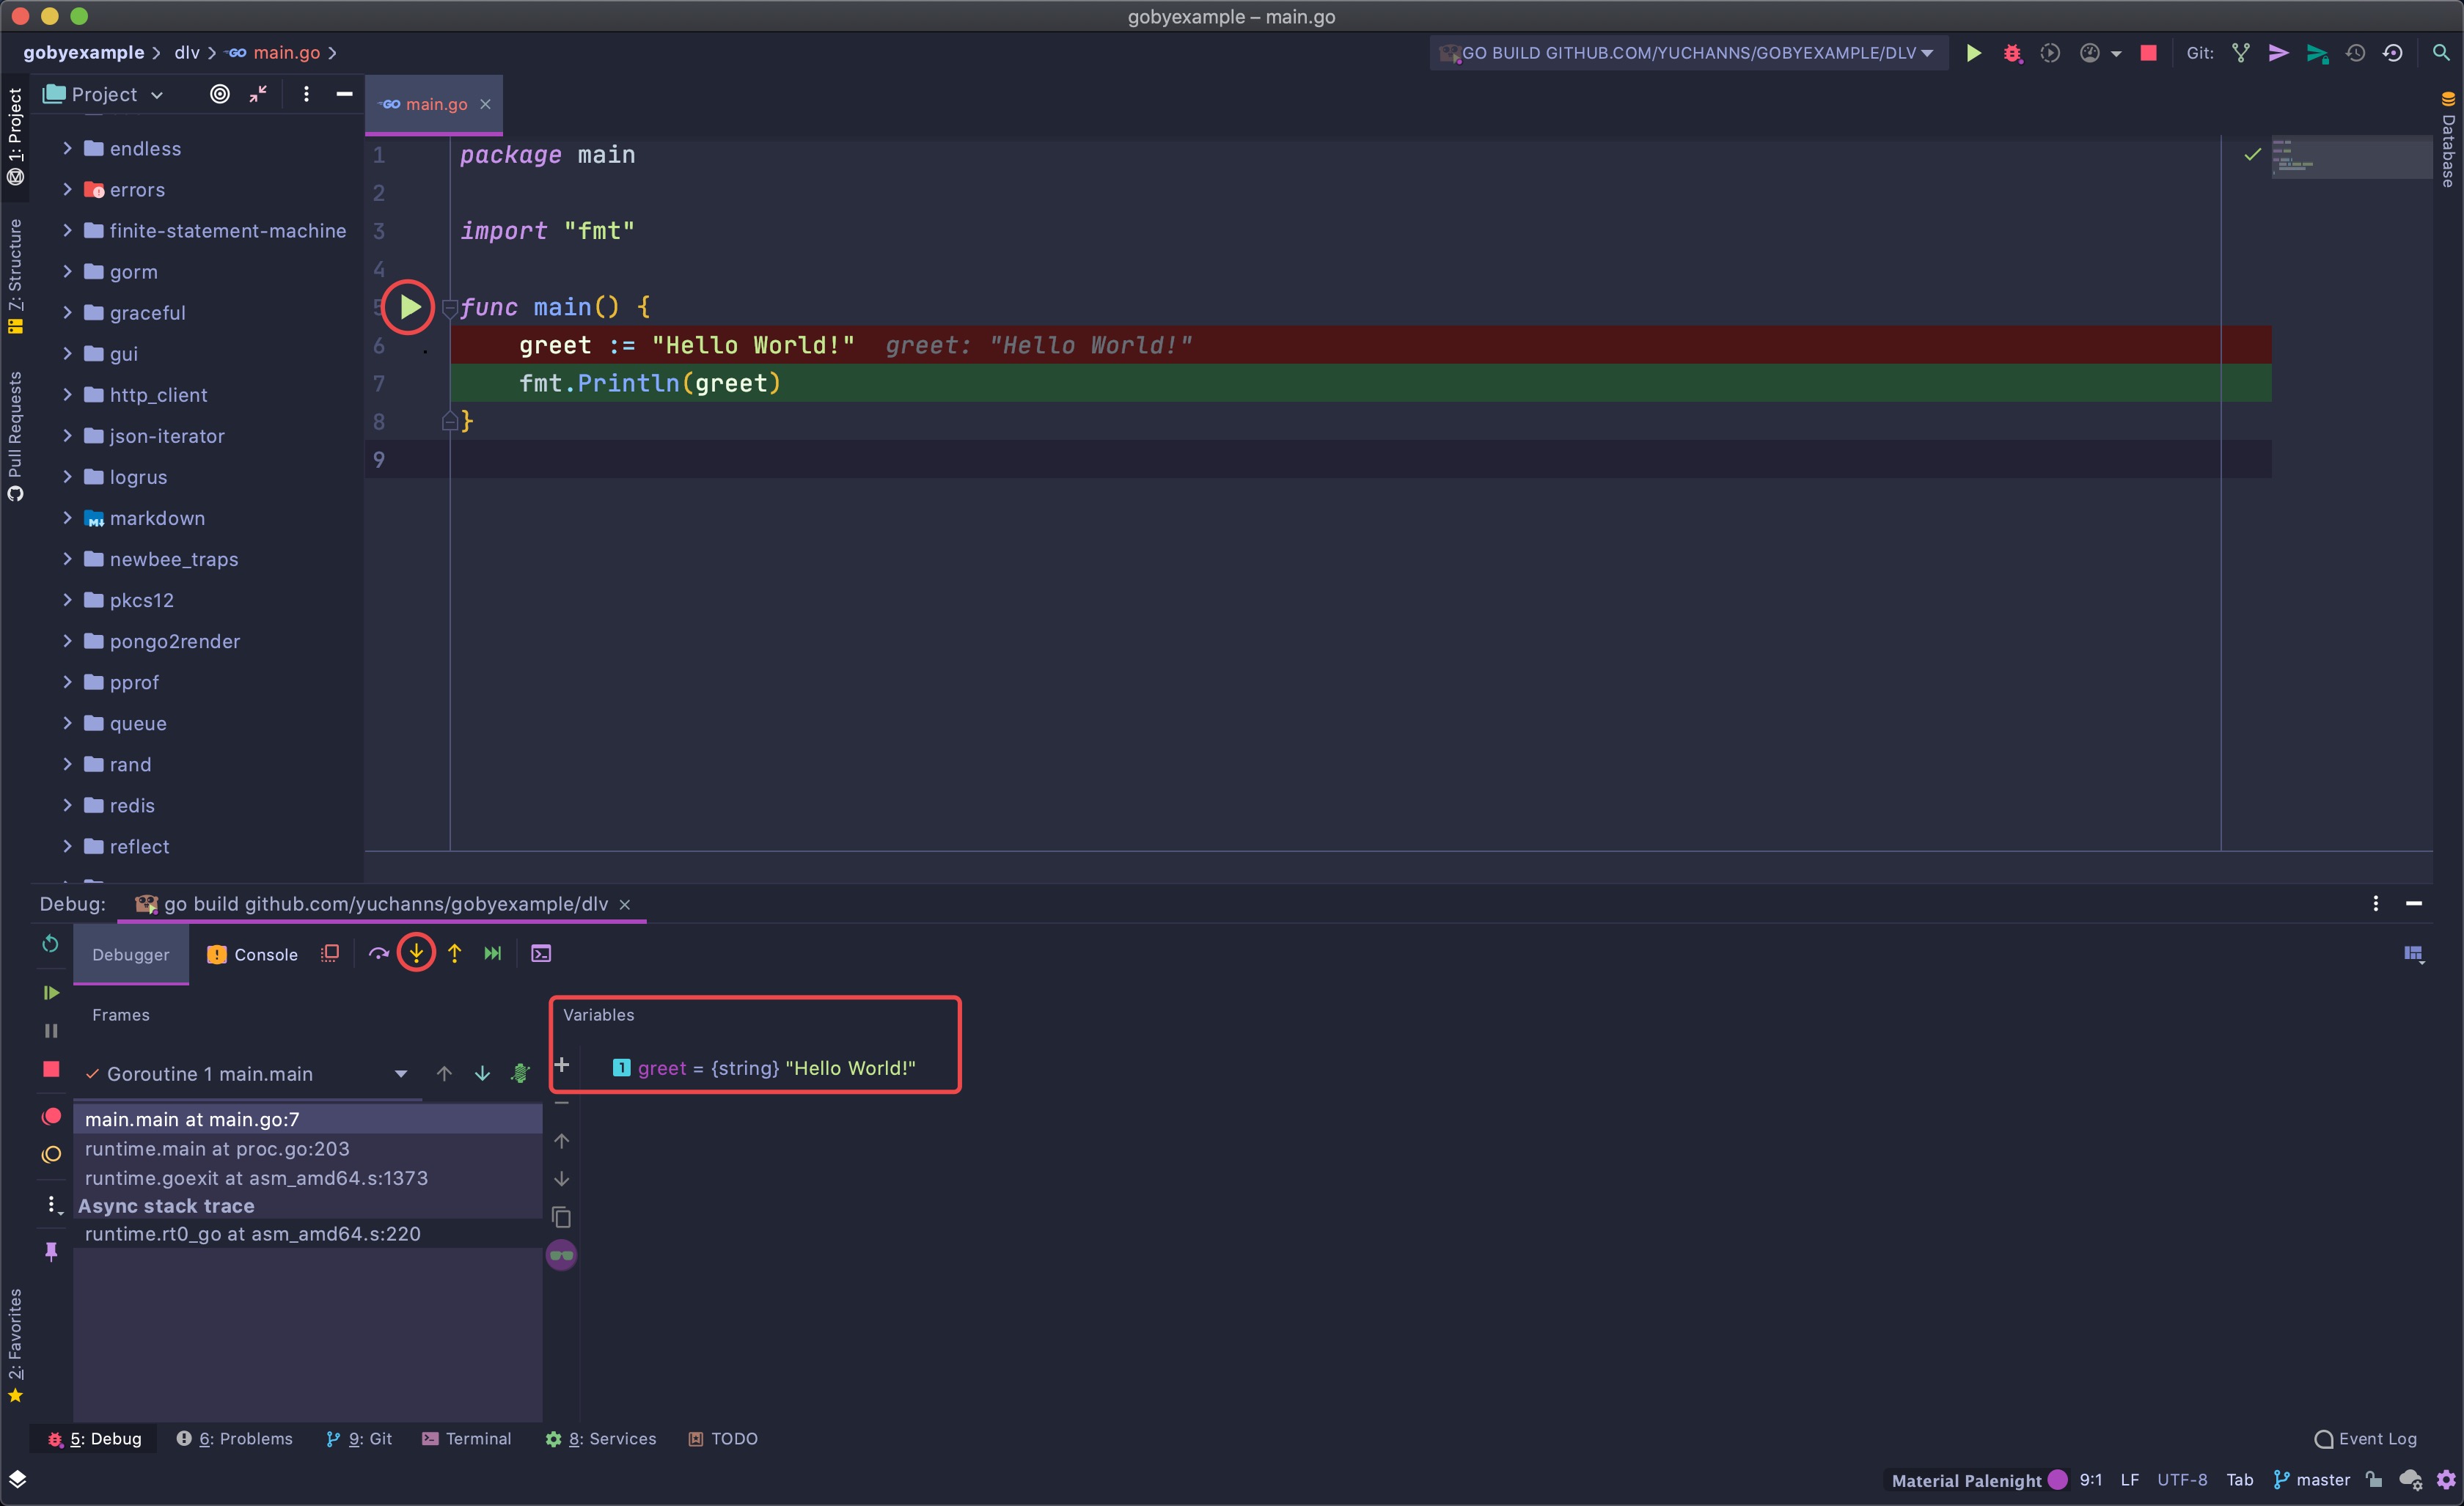 gobyexample – main.go
gobyexample dlv main.go
GO BUILD GITHUB.COM/YUCHANNS/GOBYEXAMPLE/DLV
Git:
1: Project
Z: Structure
Pull Requests
2: Favorites
Project
endless
errors
finite-statement-machine
gorm
graceful
gui
http_client
json-iterator
logrus
markdown
newbee_traps
pkcs12
pongo2render
pprof
queue
rand
redis
reflect
main.go
1 package main
2
3 import "fmt"
4
5 func main() {
6 greet := "Hello World!" greet: "Hello World!"
7 fmt.Println(greet)
8 }
9
Database
Debug: go build github.com/yuchanns/gobyexample/dlv
Debugger Console
Frames
Goroutine 1 main.main
main.main at main.go:7
runtime.main at proc.go:203
runtime.goexit at asm_amd64.s:1373
Async stack trace
runtime.rt0_go at asm_amd64.s:220
Variables
1 greet = {string} "Hello World!"
5: Debug 6: Problems 9: Git Terminal 8: Services TODO Event Log
Material Palenight 9:1 LF UTF-8 Tab master